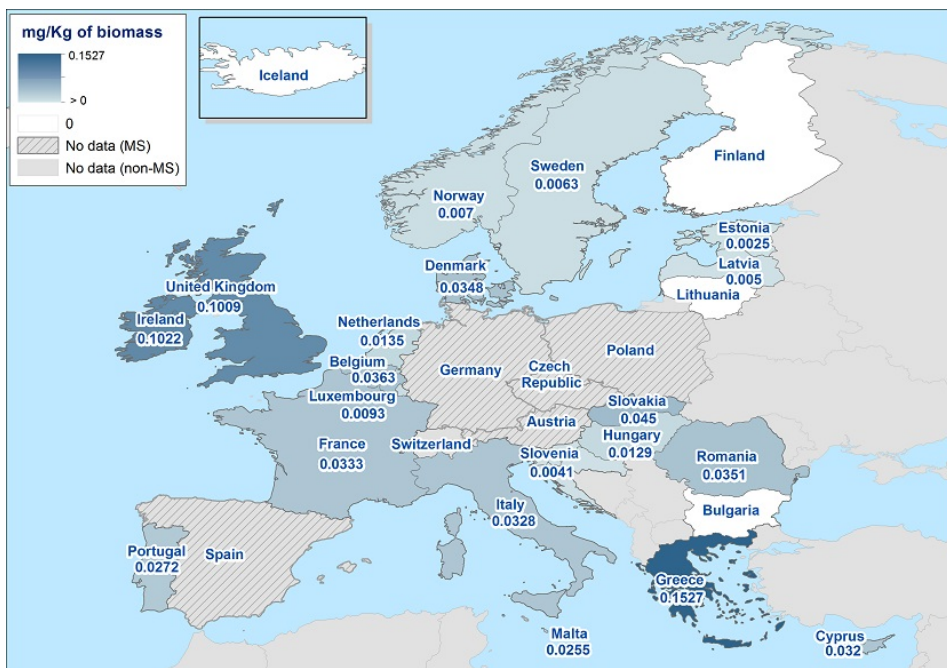 mg/Kg of biomass
0.1527
> 0
0
No data (MS)
No data (non-MS)
Iceland
Finland
Sweden
0.0063
Norway
0.007
Estonia
0.0025
Latvia
0.005
Lithuania
Denmark
0.0348
United Kingdom
0.1009
Ireland
0.1022
Netherlands
0.0135
Belgium
0.0363
Luxembourg
0.0093
Germany
Poland
Czech
Republic
Slovakia
0.045
Austria
Hungary
0.0129
France
0.0333
Switzerland
Slovenia
0.0041
Romania
0.0351
Italy
0.0328
Bulgaria
Portugal
0.0272
Spain
Greece
0.1527
Malta
0.0255
Cyprus
0.032